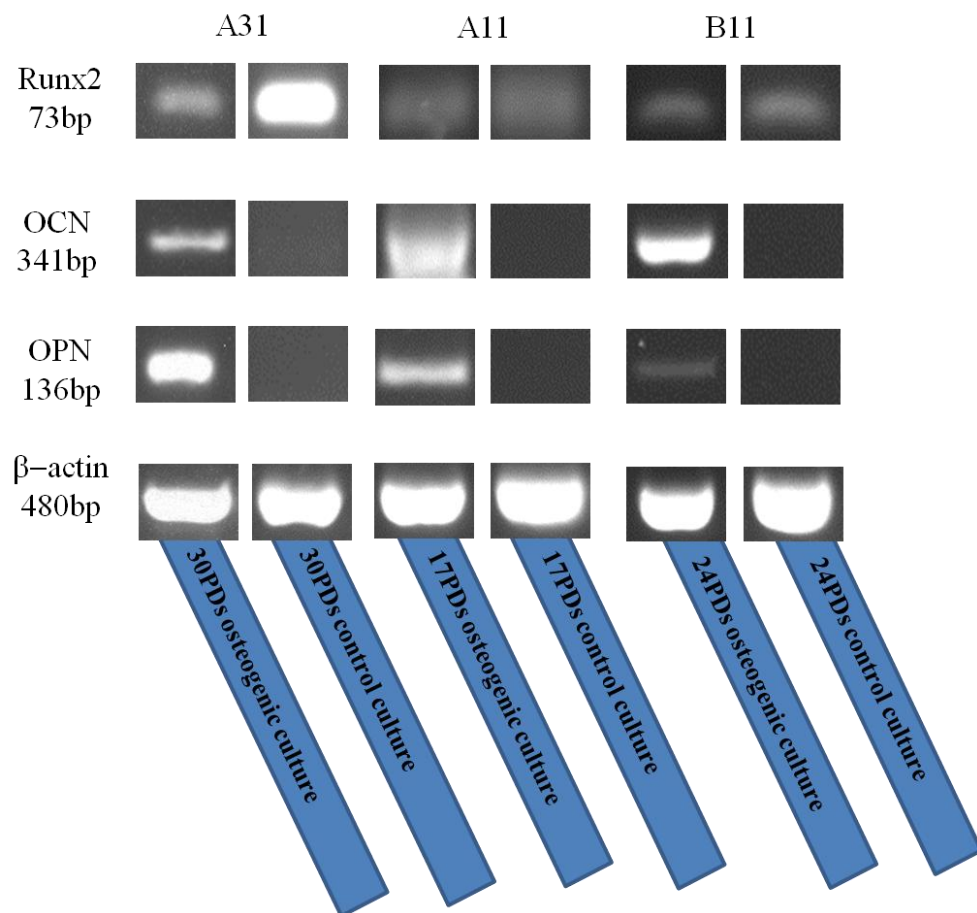 A31 A11 B11
Runx2
73bp
OCN
341bp
OPN
136bp
β−actin
480bp
30PDs osteogenic culture
30PDs control culture
17PDs osteogenic culture
17PDs control culture
24PDs osteogenic culture
24PDs control culture